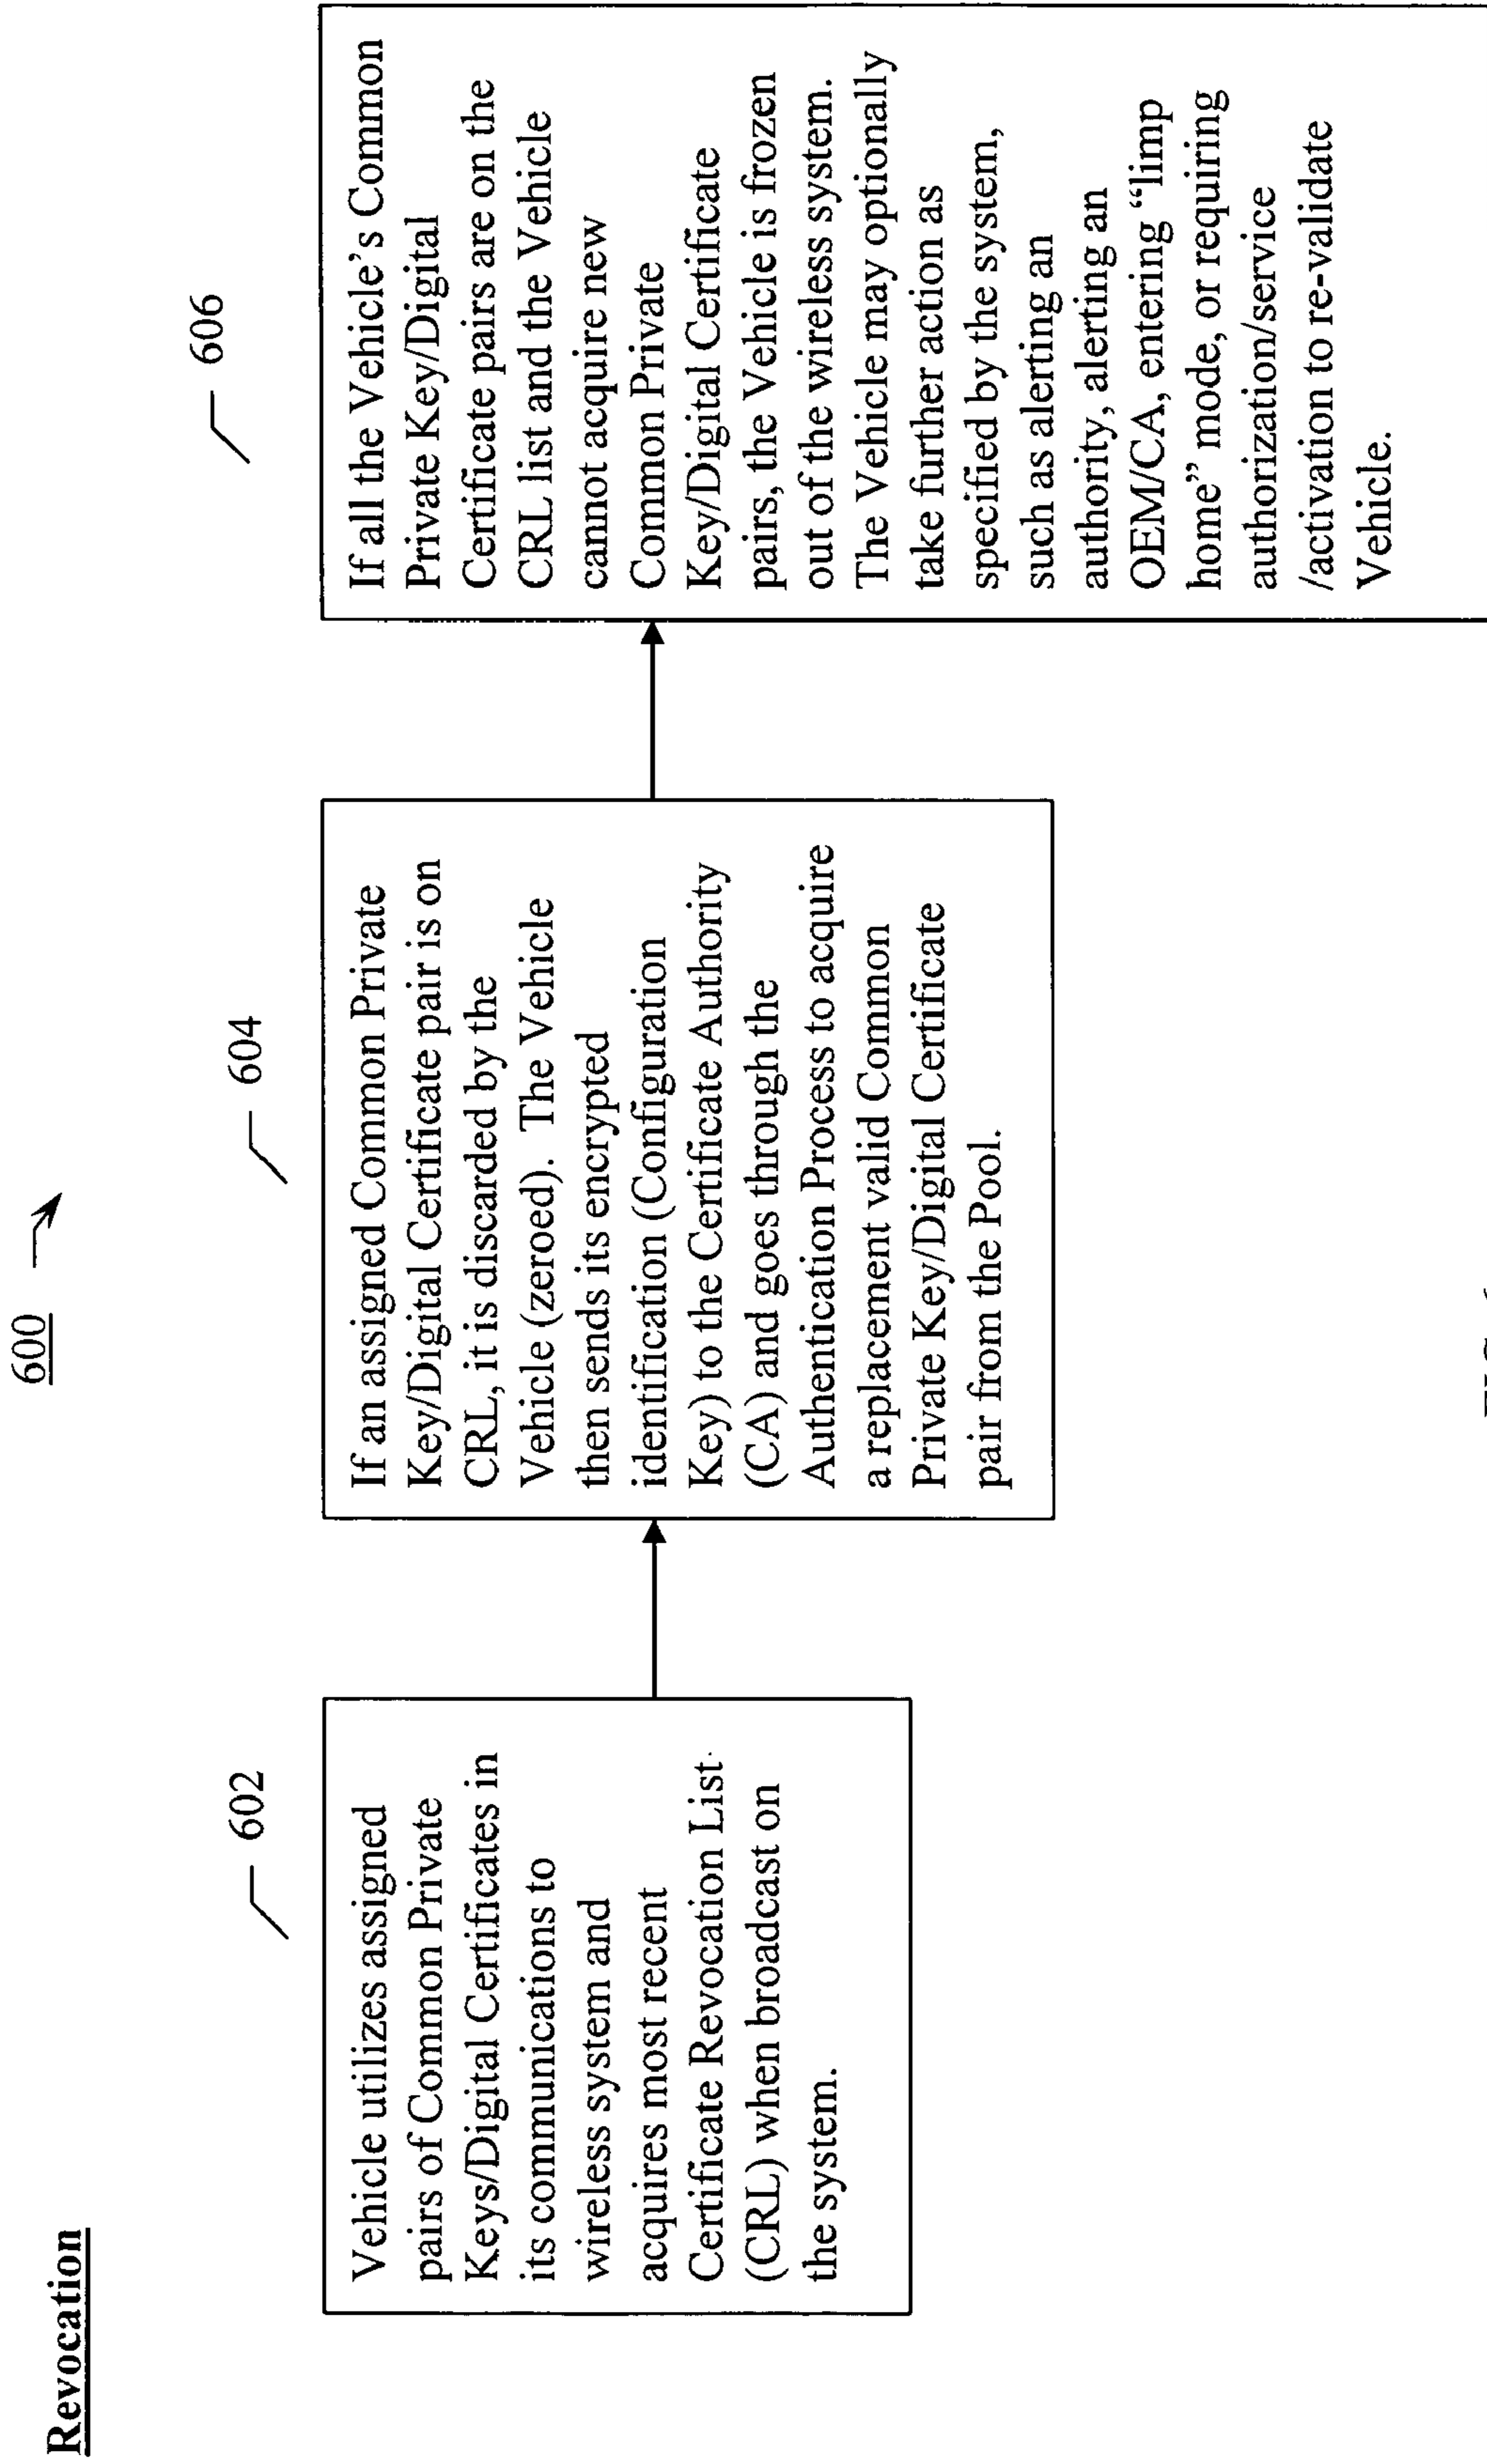 Revocation
600
602
Vehicle utilizes assigned
pairs of Common Private
Keys/Digital Certificates in
its communications to
wireless system and
acquires most recent
Certificate Revocation List
(CRL) when broadcast on
the system.
604
If an assigned Common Private
Key/Digital Certificate pair is on
CRL, it is discarded by the
Vehicle (zeroed). The Vehicle
then sends its encrypted
identification (Configuration
Key) to the Certificate Authority
(CA) and goes through the
Authentication Process to acquire
a replacement valid Common
Private Key/Digital Certificate
pair from the Pool.
606
If all the Vehicle's Common
Private Key/Digital
Certificate pairs are on the
CRL list and the Vehicle
cannot acquire new
Common Private
Key/Digital Certificate
pairs, the Vehicle is frozen
out of the wireless system.
The Vehicle may optionally
take further action as
specified by the system,
such as alerting an
authority, alerting an
OEM/CA, entering “limp
home” mode, or requiring
authorization/service
/activation to re-validate
Vehicle.